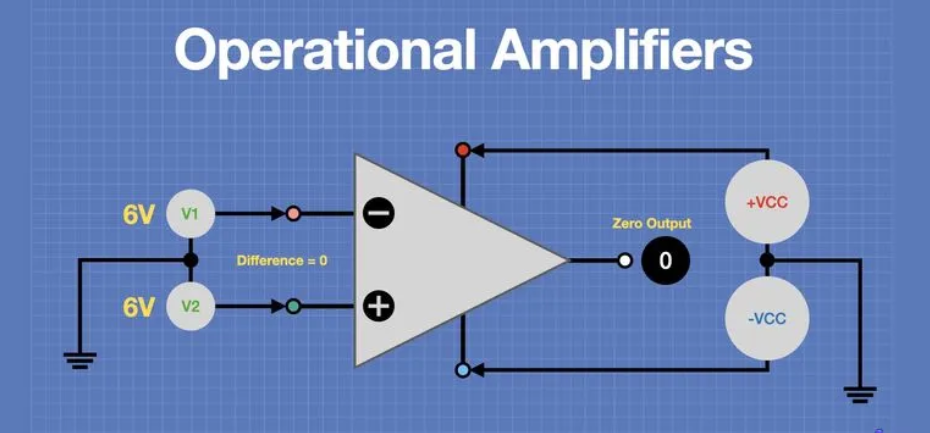 Operational Amplifiers
6V
V1
−
Difference = 0
6V
V2
+
Zero Output
0
+VCC
-VCC